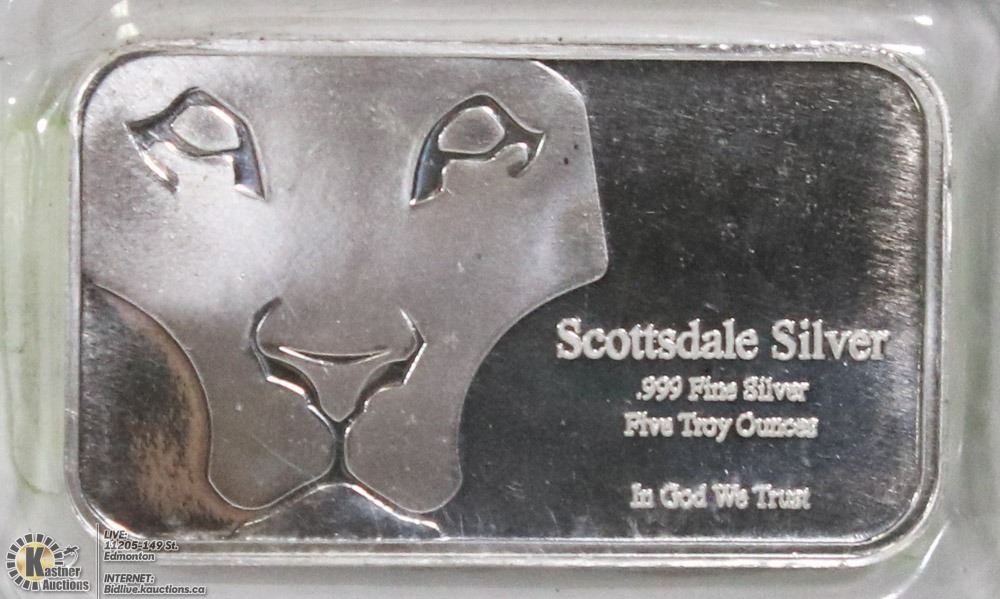 Scottsdale Silver
.999 Fine Silver
Five Troy Ounces
In God We Trust
Kastner
Auctions
LIVE:
11205-149 St.
Edmonton
INTERNET:
Bidlive.kauctions.ca